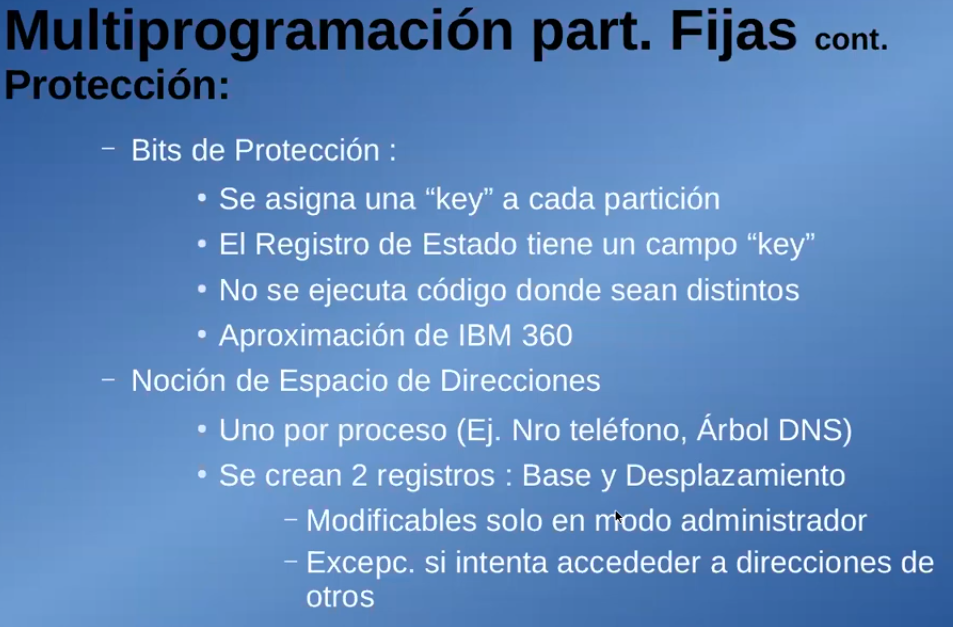 Multiprogramación part. Fijas cont.
Protección:
– Bits de Protección :
• Se asigna una “key” a cada partición
• El Registro de Estado tiene un campo “key”
• No se ejecuta código donde sean distintos
• Aproximación de IBM 360
– Noción de Espacio de Direcciones
• Uno por proceso (Ej. Nro teléfono, Árbol DNS)
• Se crean 2 registros : Base y Desplazamiento
– Modificables solo en modo administrador
– Excepc. si intenta accededer a direcciones de
otros